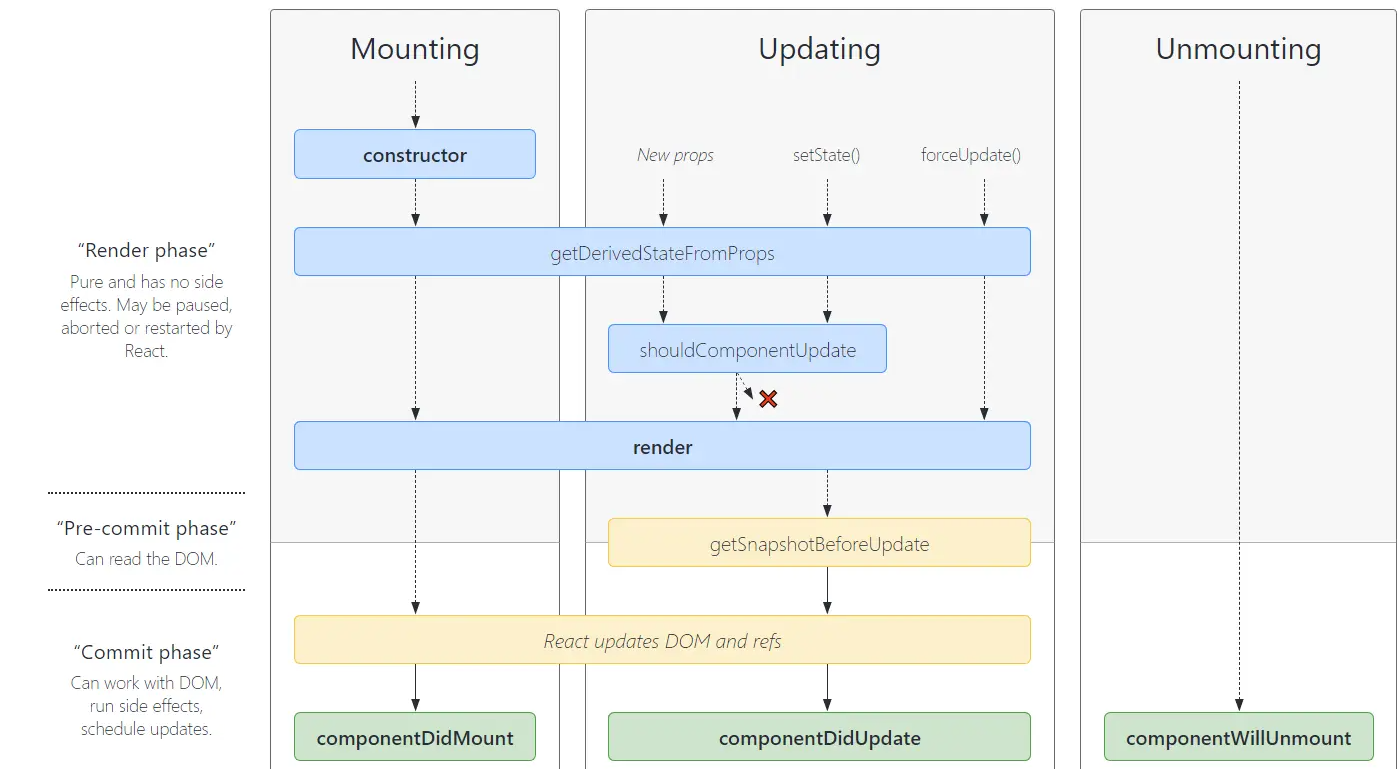 Mounting
Updating
Unmounting
constructor
New props
setState()
forceUpdate()
“Render phase”
Pure and has no side
effects. May be paused,
aborted or restarted by
React.
getDerivedStateFromProps
shouldComponentUpdate
render
“Pre-commit phase”
Can read the DOM.
getSnapshotBeforeUpdate
“Commit phase”
Can work with DOM,
run side effects,
schedule updates.
React updates DOM and refs
componentDidMount
componentDidUpdate
componentWillUnmount